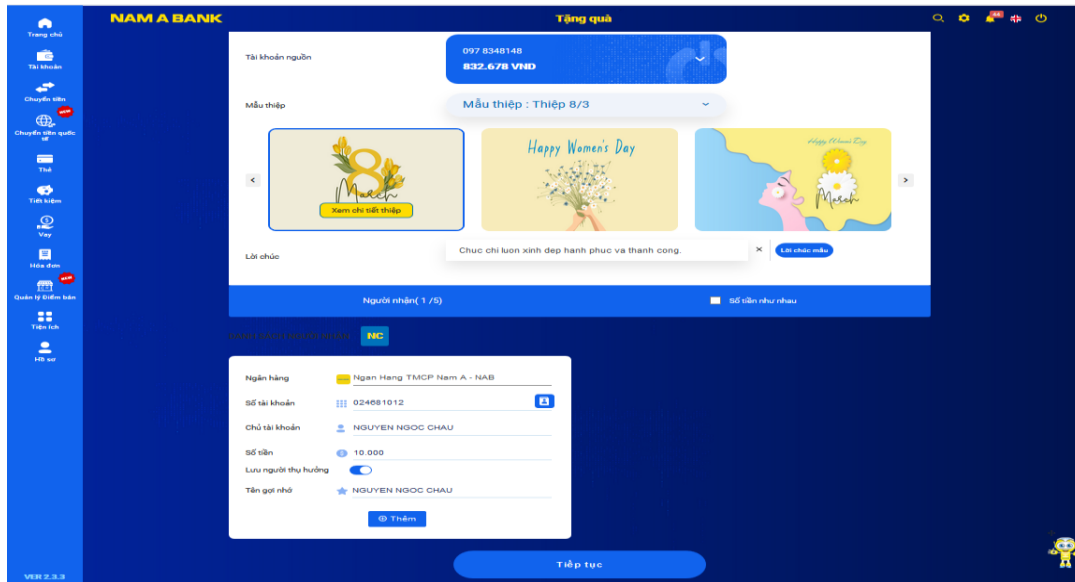 NAM A BANK
Tặng quà
44
Trang chủ
Tài khoản
Chuyển tiền
NEW
Chuyển tiền quốc
tế
Thẻ
Tiết kiệm
Vay
Hóa đơn
NEW
Quản lý Điểm bán
Tiện ích
Hồ sơ
VER 2.3.3
Tài khoản nguồn
097 8348148
832.678 VND
Mẫu thiệp
Mẫu thiệp : Thiệp 8/3
8
March
Xem chi tiết thiệp
Happy Women's Day
Happy Women's Day
March
Lời chúc
Chuc chi luon xinh dep hanh phuc va thanh cong.
Lời chúc mẫu
Người nhận( 1 /5)
Số tiền như nhau
DANH SÁCH NGƯỜI NHẬN
NC
Ngân hàng
Ngan Hang TMCP Nam A - NAB
Số tài khoản
024681012
Chủ tài khoản
NGUYEN NGOC CHAU
Số tiền
10.000
Lưu người thụ hưởng
Tên gợi nhớ
NGUYEN NGOC CHAU
Thêm
Tiếp tục